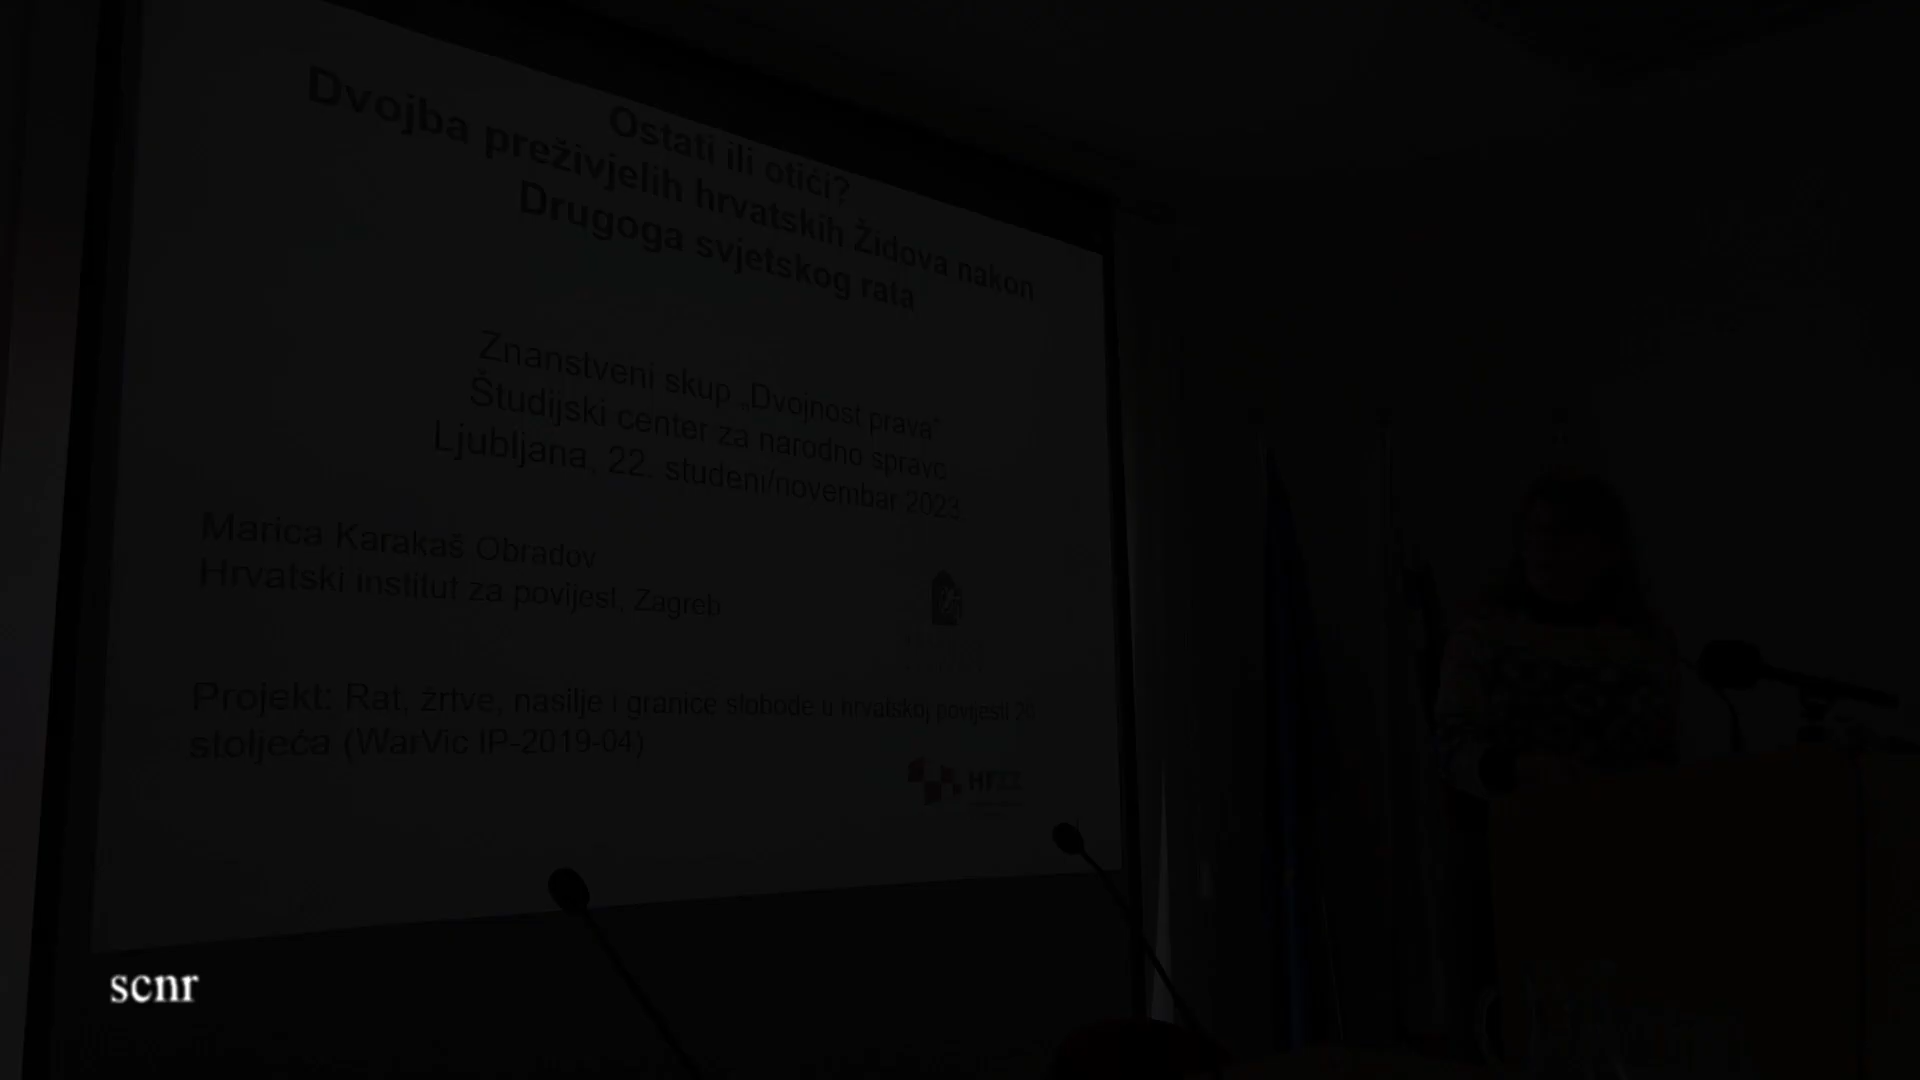 Ostati ili otići?
Dvojba preživjelih hrvatskih Židova nakon
Drugoga svjetskog rata
Znanstveni skup „Dvojnost prava“
Študijski center za narodno spravo
Ljubljana, 22. studeni/novembar 2023
Marica Karakaš Obradov
Hrvatski institut za povijest, Zagreb
Projekt: Rat, žrtve, nasilje i granice slobode u hrvatskoj povijesti 20
stoljeća (WarVic IP-2019-04)
scnr